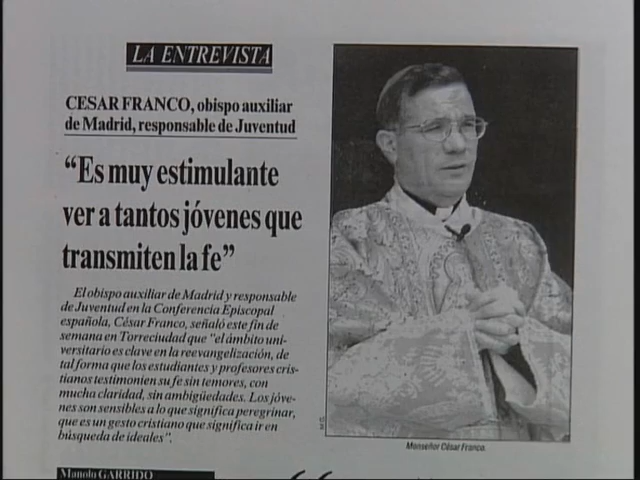 LA ENTREVISTA
CESAR FRANCO, obispo auxiliar
de Madrid, responsable de Juventud
“Es muy estimulante
ver a tantos jóvenes que
transmiten la fe”
El obispo auxiliar de Madrid y responsable
de Juventud en la Conferencia Episcopal
española, César Franco, señaló este fin de
semana en Torreciudad que “el ámbito uni-
versitario es clave en la reevangelización, de
tal forma que los estudiantes y profesores cris-
tianos testimonien su fe sin temores, con
mucha claridad, sin ambigüedades. Los jóve-
nes son sensibles a lo que significa peregrinar,
que es un gesto cristiano que significa ir en
búsqueda de ideales”.
Monseñor César Franco.
Manolo GARRIDO
“